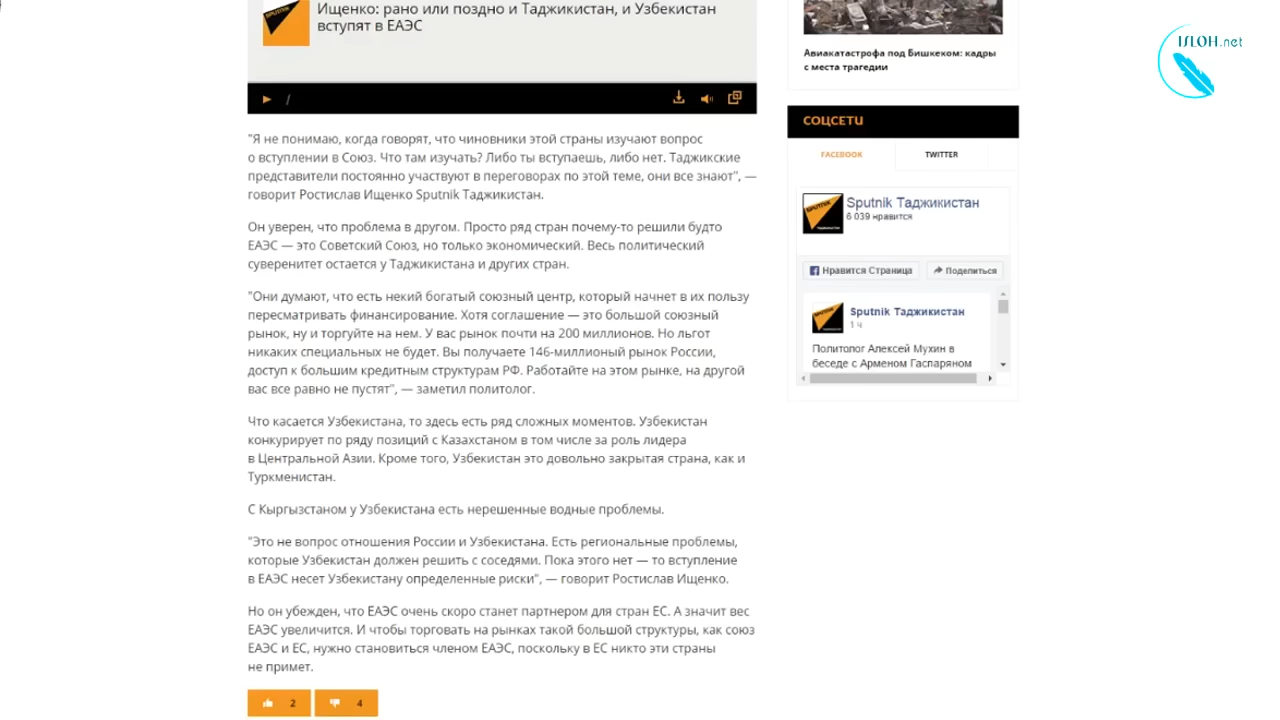 Ищенко: рано или поздно и Таджикистан, и Узбекистан
вступят в ЕАЭС
/
"Я не понимаю, когда говорят, что чиновники этой страны изучают вопрос
о вступлении в Союз. Что там изучать? Либо ты вступаешь, либо нет. Таджикские
представители постоянно участвуют в переговорах по этой теме, они все знают", —
говорит Ростислав Ищенко Sputnik Таджикистан.
Он уверен, что проблема в другом. Просто ряд стран почему-то решили будто
ЕАЭС — это Советский Союз, но только экономический. Весь политический
суверенитет остается у Таджикистана и других стран.
"Они думают, что есть некий богатый союзный центр, который начнет в их пользу
пересматривать финансирование. Хотя соглашение — это большой союзный
рынок, ну и торгуйте на нем. У вас рынок почти на 200 миллионов. Но льгот
никаких специальных не будет. Вы получаете 146-миллионый рынок России,
доступ к большим кредитным структурам РФ. Работайте на этом рынке, на другой
вас все равно не пустят", — заметил политолог.
Что касается Узбекистана, то здесь есть ряд сложных моментов. Узбекистан
конкурирует по ряду позиций с Казахстаном в том числе за роль лидера
в Центральной Азии. Кроме того, Узбекистан это довольно закрытая страна, как и
Туркменистан.
С Кыргызстаном у Узбекистана есть нерешенные водные проблемы.
"Это не вопрос отношения России и Узбекистана. Есть региональные проблемы,
которые Узбекистан должен решить с соседями. Пока этого нет — то вступление
в ЕАЭС несет Узбекистану определенные риски", — говорит Ростислав Ищенко.
Но он убежден, что ЕАЭС очень скоро станет партнером для стран ЕС. А значит вес
ЕАЭС увеличится. И чтобы торговать на рынках такой большой структуры, как союз
ЕАЭС и ЕС, нужно становиться членом ЕАЭС, поскольку в ЕС никто эти страны
не примет.
2 4
Авиакатастрофа под Бишкеком: кадры
с места трагедии
СОЦСЕТИ
FACEBOOK TWITTER
SPUTNIK
Sputnik Таджикистан
6 039 нравится
Нравится Страница Поделиться
Sputnik Таджикистан
1 ч
Политолог Алексей Мухин в
беседе с Арменом Гаспаряном
ISLOH.net